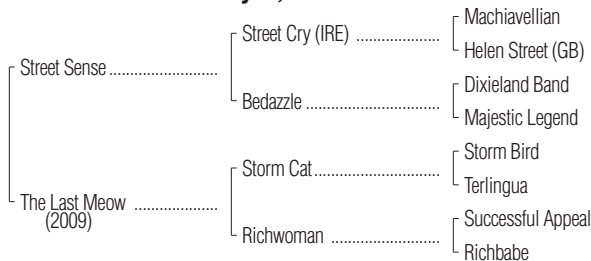 Machiavellian
Street Cry (IRE) ..................
Helen Street (GB)
Street Sense ........................
Dixieland Band
Bedazzle ..............................
Majestic Legend
Storm Bird
Storm Cat ............................
Terlingua
The Last Meow ..................
(2009)
Successful Appeal
Richwoman ........................
Richbabe